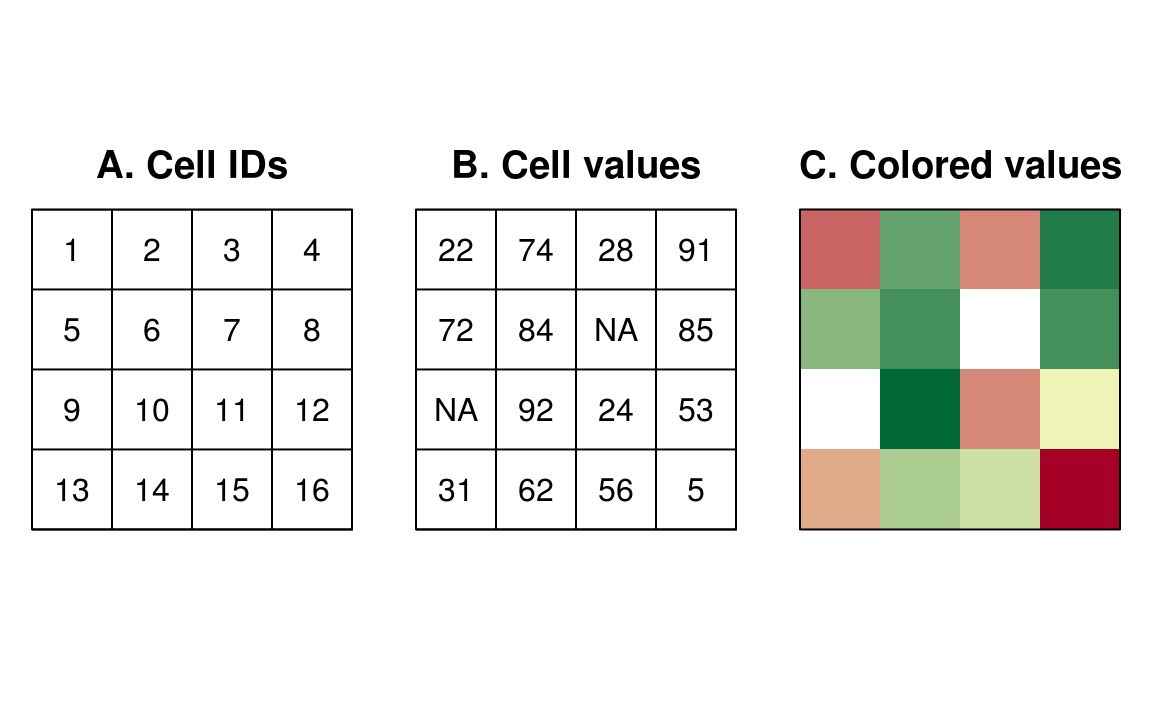 A. Cell IDs
1 2 3 4
5 6 7 8
9 10 11 12
13 14 15 16
B. Cell values
22 74 28 91
72 84 NA 85
NA 92 24 53
31 62 56 5
C. Colored values